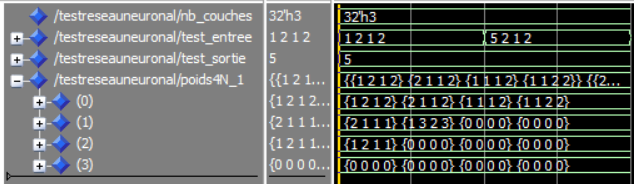 /testreseauneuronal/nb_couches 32'h3 32'h3
/testreseauneuronal/test_entree 1 2 1 2 1 2 1 2 5 2 1 2
/testreseauneuronal/test_sortie 5 5
/testreseauneuronal/poids4N_1 {{1 2 1... {{1 2 1 2} {2 1 1 2} {1 1 1 2} {1 1 2 2}} {{2...
(0) {1 2 1 2... {1 2 1 2} {2 1 1 2} {1 1 1 2} {1 1 2 2}
(1) {2 1 1 1... {2 1 1 1} {1 3 2 3} {0 0 0 0} {0 0 0 0}
(2) {1 2 1 1... {1 2 1 1} {0 0 0 0} {0 0 0 0} {0 0 0 0}
(3) {0 0 0 0... {0 0 0 0} {0 0 0 0} {0 0 0 0} {0 0 0 0}